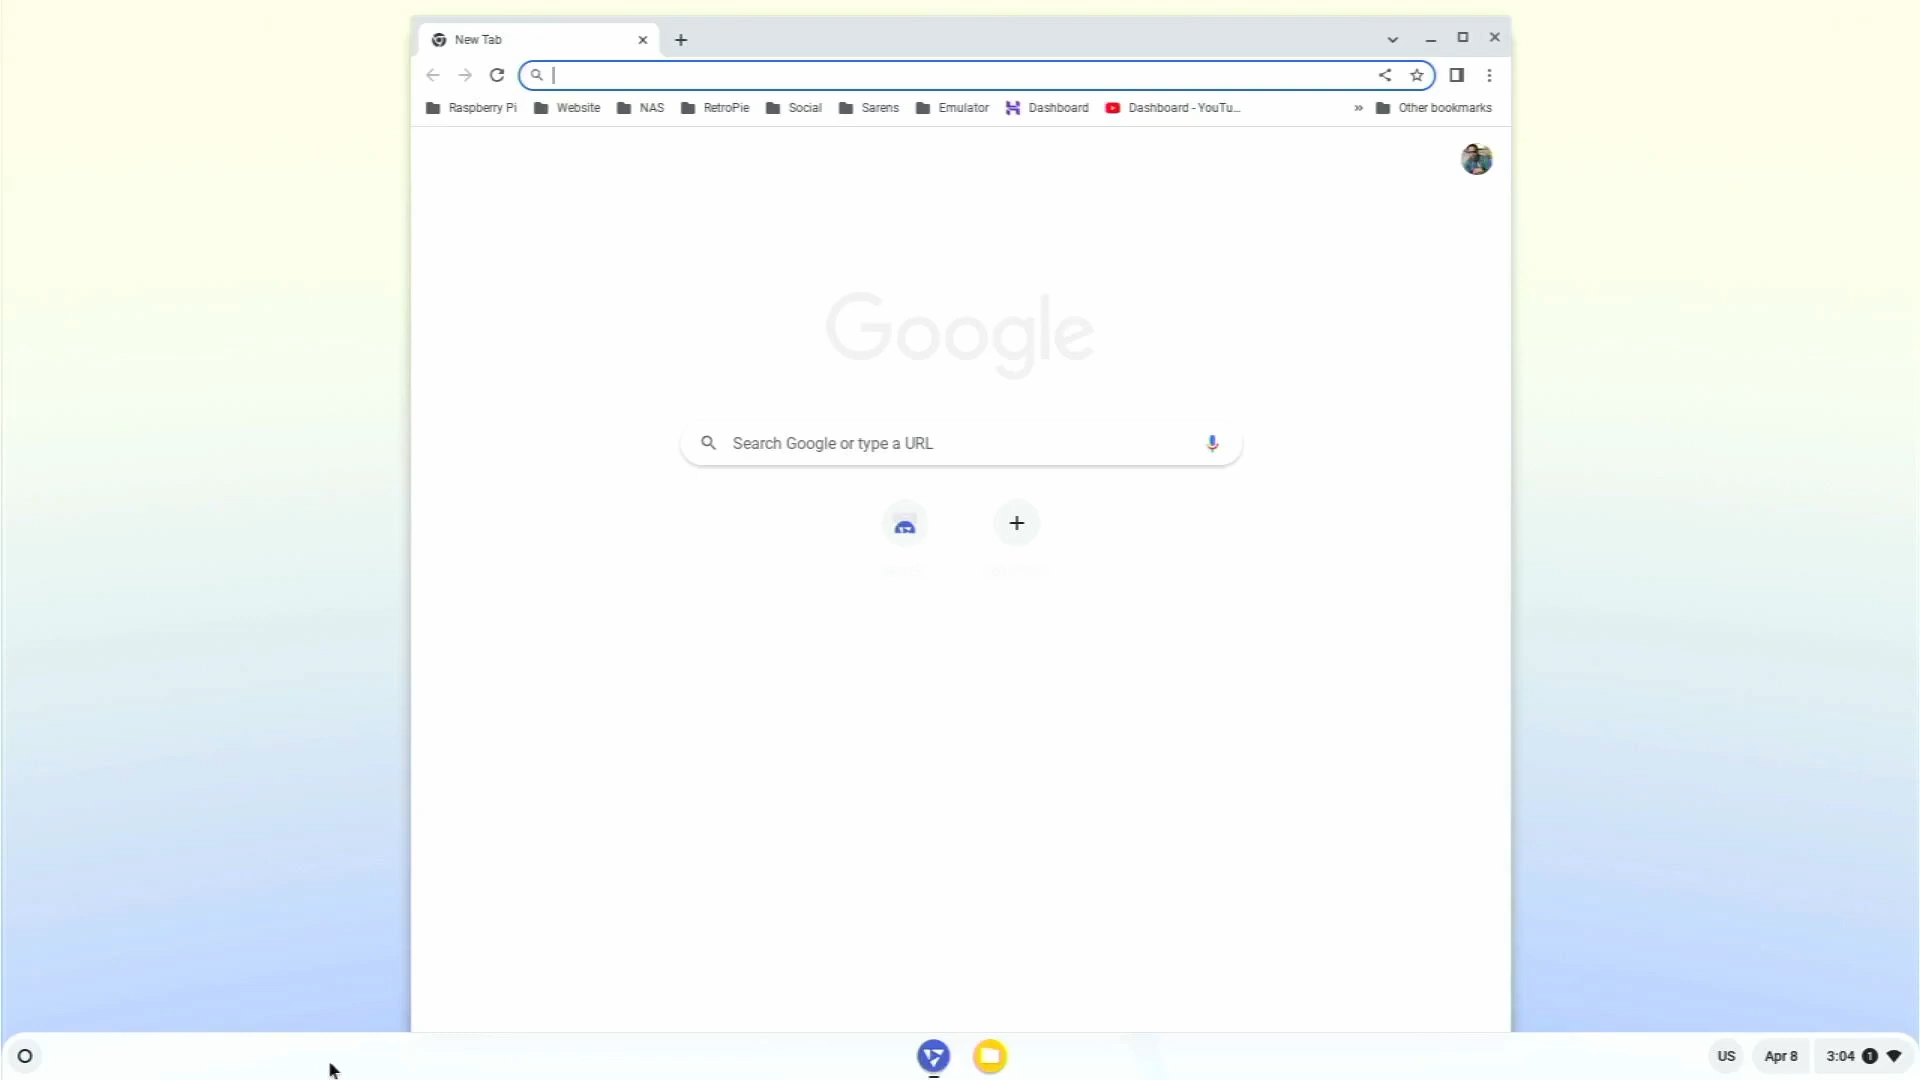 New Tab
Raspberry Pi Website NAS RetroPie Social Sarens Emulator Dashboard Dashboard - YouTu... » Other bookmarks
Google
Search Google or type a URL
US Apr 8 3:04 1